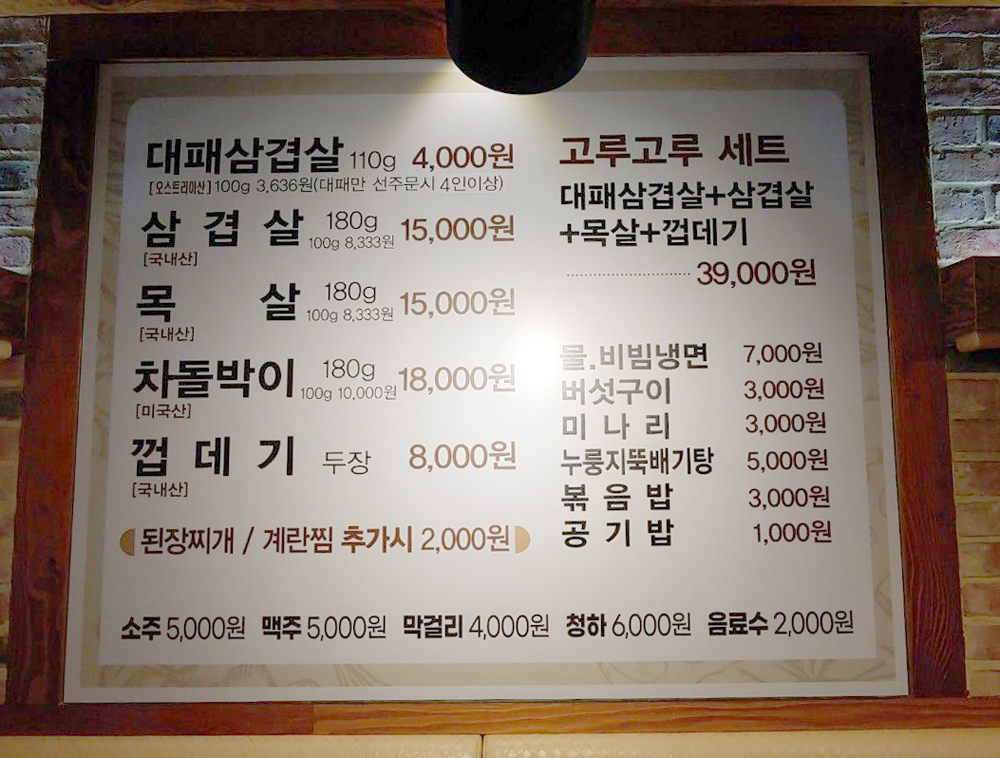 대패삼겹살 110g 4,000원
[오스트리아산] 100g 3,636원(대패만 선주문시 4인이상)
삼겹살 180g 15,000원
[국내산] 100g 8,333원
목살 180g 15,000원
[국내산] 100g 8,333원
차돌박이 180g 18,000원
[미국산] 100g 10,000원
껍데기 두장 8,000원
[국내산]
된장찌개 / 계란찜 추가시 2,000원
고루고루 세트
대패삼겹살+삼겹살
+목살+껍데기
39,000원
물.비빔냉면 7,000원
버섯구이 3,000원
미나리 3,000원
누룽지뚝배기탕 5,000원
볶음밥 3,000원
공기밥 1,000원
소주 5,000원 맥주 5,000원 막걸리 4,000원 청하 6,000원 음료수 2,000원